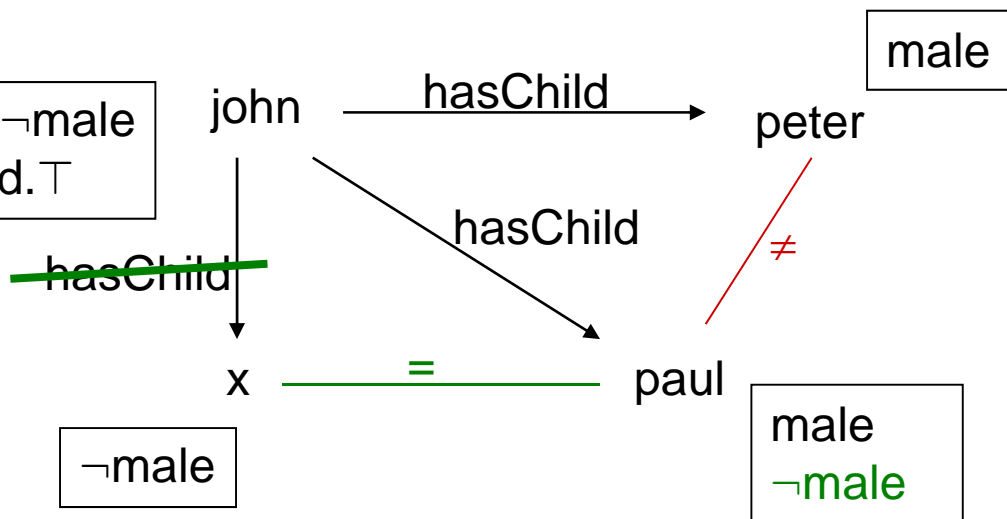 male
hasChild
john
peter
¬male
d.⊤
hasChild
≠
hasChild
=
x
paul
male
¬male
¬male